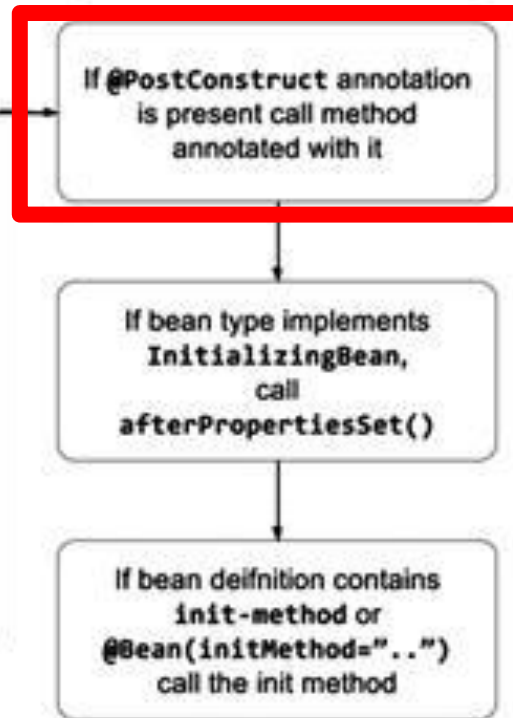 If @PostConstruct annotation
is present call method
annotated with it
If bean type implements
InitializingBean,
call
afterPropertiesSet()
If bean deifnition contains
init-method or
@Bean(initMethod="..")
call the init method